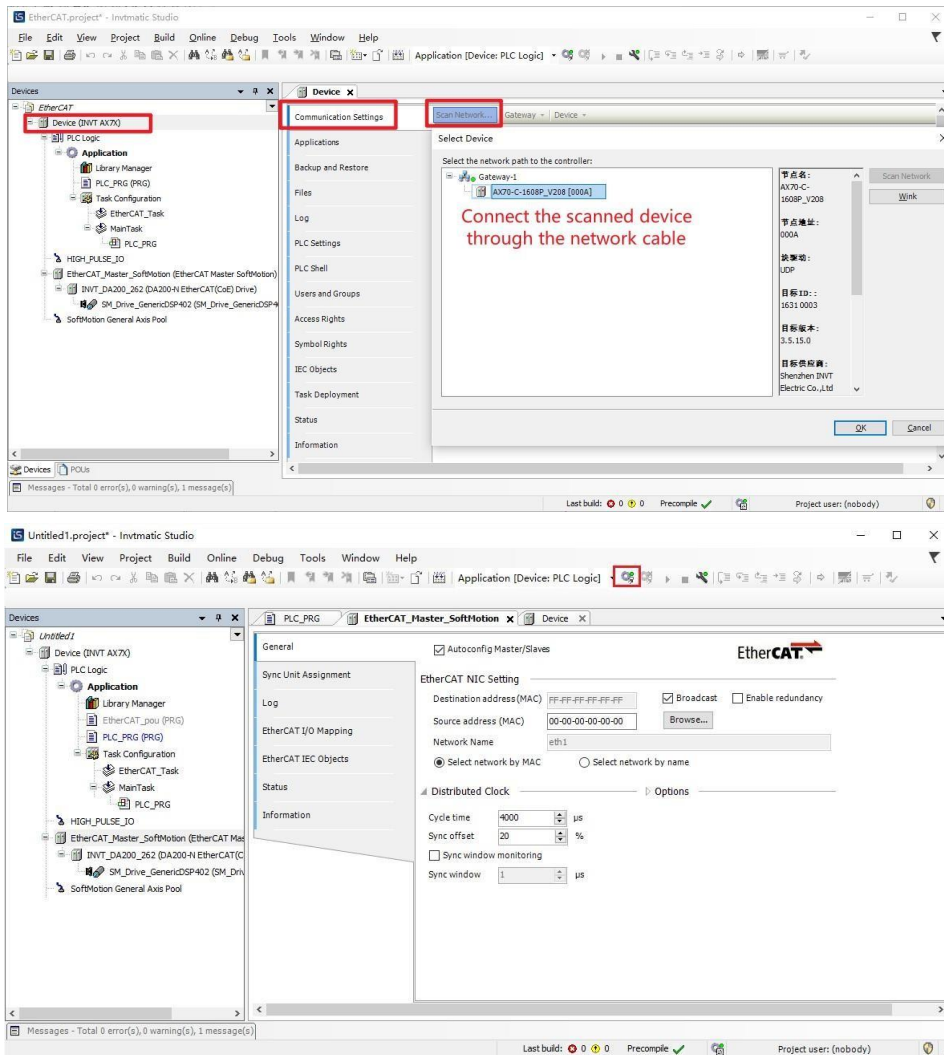 EtherCAT.project* - Invtmatic Studio
File Edit View Project Build Online Debug Tools Window Help
Application [Device: PLC Logic]
Devices
EtherCAT
Device (INVT AX7X)
PLC Logic
Application
Library Manager
PLC_PRG (PRG)
Task Configuration
EtherCAT_Task
MainTask
PLC_PRG
HIGH_PULSE_IO
EtherCAT_Master_SoftMotion (EtherCAT Master SoftMotion)
INVT_DA200_262 (DA200-N EtherCAT(CoE) Drive)
SM_Drive_GenericDSP402 (SM_Drive_GenericDSP4
SoftMotion General Axis Pool
Devices POUs
Device
Communication Settings
Applications
Backup and Restore
Files
Log
PLC Settings
PLC Shell
Users and Groups
Access Rights
Symbol Rights
IEC Objects
Task Deployment
Status
Information
Scan Network... Gateway Device
Select Device
Select the network path to the controller:
Gateway-1
AX70-C-1608P_V208 [000A]
Connect the scanned device
through the network cable
节点名:
AX70-C-
1608P_V208
节点地址:
000A
块驱动:
UDP
目标ID::
1631 0003
目标版本:
3.5.15.0
目标供应商:
Shenzhen INVT
Electric Co.,Ltd
Scan Network
Wink
OK Cancel
Messages - Total 0 error(s), 0 warning(s), 1 message(s)
Last build: 0 0 Precompile Project user: (nobody)
Untitled1.project* - Invtmatic Studio
File Edit View Project Build Online Debug Tools Window Help
Application [Device: PLC Logic]
Devices
Untitled1
Device (INVT AX7X)
PLC Logic
Application
Library Manager
EtherCAT_pou (PRG)
PLC_PRG (PRG)
Task Configuration
EtherCAT_Task
MainTask
PLC_PRG
HIGH_PULSE_IO
EtherCAT_Master_SoftMotion (EtherCAT Mas
INVT_DA200_262 (DA200-N EtherCAT(C
SM_Drive_GenericDSP402 (SM_Driv
SoftMotion General Axis Pool
PLC_PRG EtherCAT_Master_SoftMotion Device
General
Sync Unit Assignment
Log
EtherCAT I/O Mapping
EtherCAT IEC Objects
Status
Information
Autoconfig Master/Slaves
EtherCAT
EtherCAT NIC Setting
Destination address (MAC) FF-FF-FF-FF-FF-FF Broadcast Enable redundancy
Source address (MAC) 00-00-00-00-00-00 Browse...
Network Name eth1
Select network by MAC Select network by name
Distributed Clock Options
Cycle time 4000 µs
Sync offset 20 %
Sync window monitoring
Sync window 1 µs
Messages - Total 0 error(s), 0 warning(s), 1 message(s)
Last build: 0 0 Precompile Project user: (nobody)